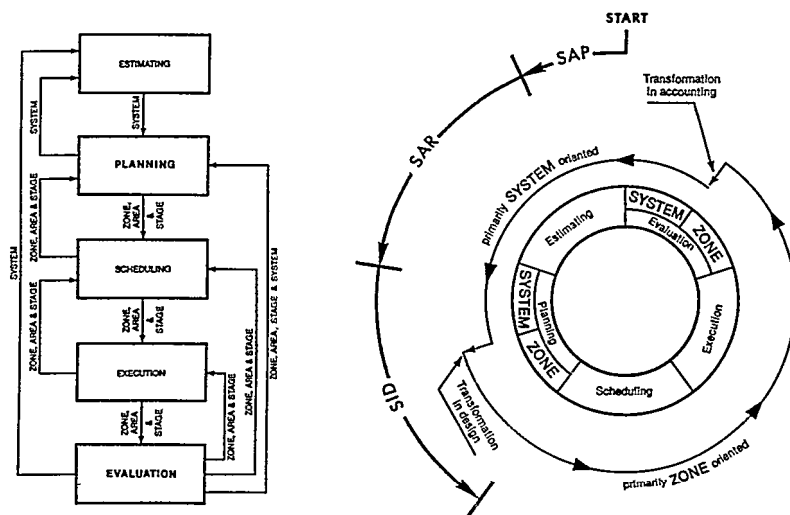 ESTIMATING
SYSTEM
SYSTEM
PLANNING
ZONE,
AREA
&
STAGE
ZONE, AREA & STAGE
SYSTEM
SCHEDULING
ZONE,
AREA
&
STAGE
ZONE, AREA & STAGE
EXECUTION
ZONE,
AREA
&
STAGE
ZONE, AREA & STAGE
ZONE, AREA & STAGE
ZONE, AREA, STAGE & SYSTEM
EVALUATION
START
SAP
SAR
SID
Transformation
in accounting
primarily SYSTEM oriented
SYSTEM
ZONE
Evaluation
Estimating
Execution
SYSTEM
ZONE
Planning
Scheduling
Transformation
in design
primarily ZONE oriented